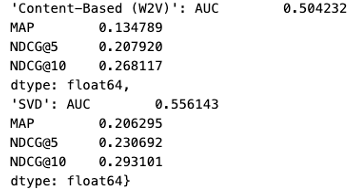 'Content-Based (W2V)': AUC 0.504232
MAP 0.134789
NDCG@5 0.207920
NDCG@10 0.268117
dtype: float64,
'SVD': AUC 0.556143
MAP 0.206295
NDCG@5 0.230692
NDCG@10 0.293101
dtype: float64}